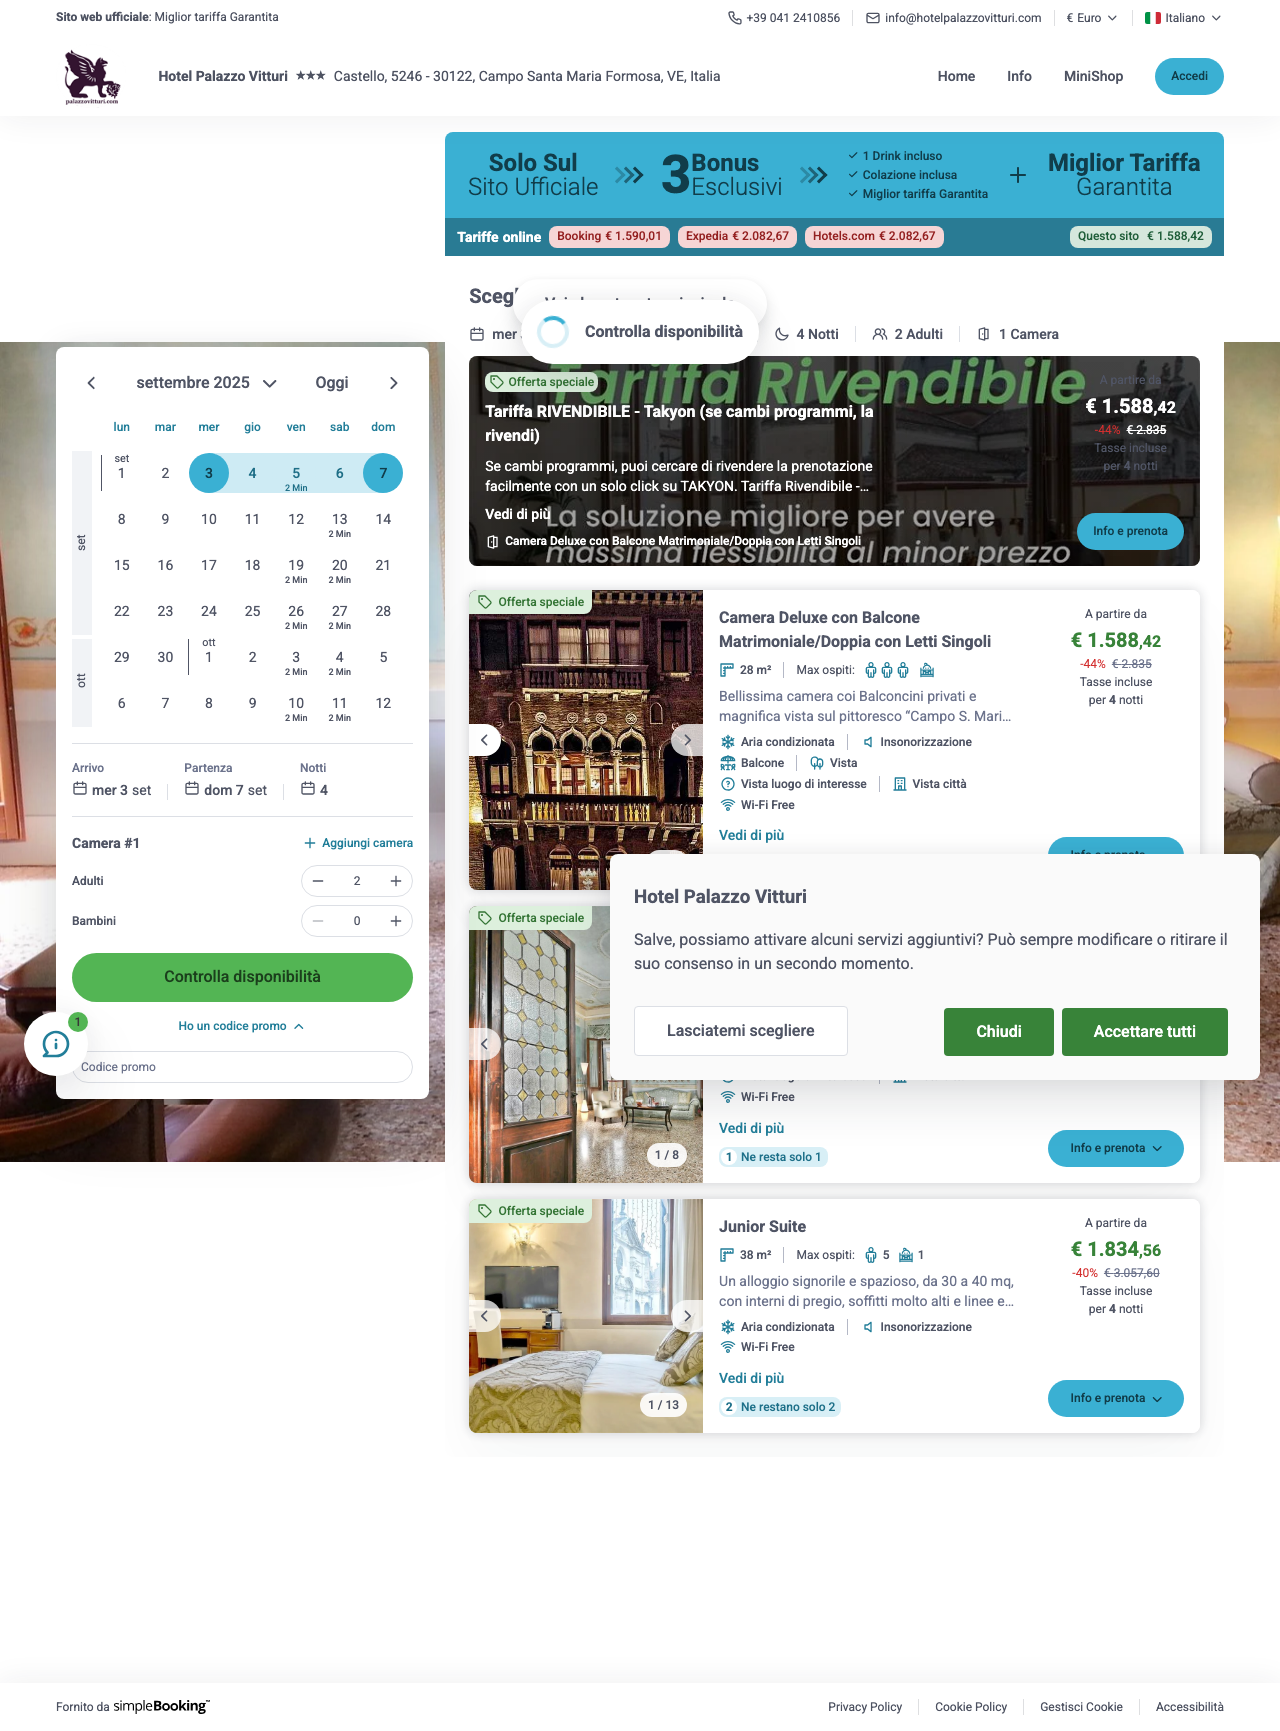 Sito web ufficiale: Miglior tariffa Garantita
+39 041 2410856
info@hotelpalazzovitturi.com
€ Euro
Italiano
palazzovitturi.com
Hotel Palazzo Vitturi ★★★ Castello, 5246 - 30122, Campo Santa Maria Formosa, VE, Italia
Home
Info
MiniShop
Accedi
Solo Sul
Sito Ufficiale
3 Bonus
Esclusivi
1 Drink incluso
Colazione inclusa
Miglior tariffa Garantita
+
Miglior Tariffa
Garantita
Tariffe online
Booking € 1.590,01
Expedia € 2.082,67
Hotels.com € 2.082,67
Questo sito € 1.588,42
Controlla disponibilità
mer
4 Notti
2 Adulti
1 Camera
settembre 2025
Oggi
lun mar mer gio ven sab dom
set
1 2 3 4 5 6 7
2 Min
8 9 10 11 12 13 14
2 Min
set
15 16 17 18 19 20 21
2 Min 2 Min
22 23 24 25 26 27 28
2 Min 2 Min
ott
29 30 1 2 3 4 5
2 Min 2 Min
ott
6 7 8 9 10 11 12
2 Min 2 Min
Arrivo
mer 3 set
Partenza
dom 7 set
Notti
4
Camera #1
Aggiungi camera
Adulti
2
Bambini
0
Controlla disponibilità
Ho un codice promo
1
Codice promo
Offerta speciale
Tariffa RIVENDIBILE
Tariffa RIVENDIBILE - Takyon (se cambi programmi, la
rivendi)
Se cambi programmi, puoi cercare di rivendere la prenotazione
facilmente con un solo click su TAKYON. Tariffa Rivendibile -...
Vedi di più
La soluzione migliore per avere
Camera Deluxe con Balcone Matrimoniale/Doppia con Letti Singoli
massima flessibilità al minor prezzo
A partire da
€ 1.588,42
-44% € 2.835
Tasse incluse
per 4 notti
Info e prenota
Offerta speciale
Camera Deluxe con Balcone
Matrimoniale/Doppia con Letti Singoli
28 m²
Max ospiti:
Bellissima camera coi Balconcini privati e
magnifica vista sul pittoresco “Campo S. Mari...
Aria condizionata
Insonorizzazione
Balcone
Vista
Vista luogo di interesse
Vista città
Wi-Fi Free
Vedi di più
A partire da
€ 1.588,42
-44% € 2.835
Tasse incluse
per 4 notti
Hotel Palazzo Vitturi
Salve, possiamo attivare alcuni servizi aggiuntivi? Può sempre modificare o ritirare il
suo consenso in un secondo momento.
Lasciatemi scegliere
Chiudi
Accettare tutti
Offerta speciale
1 / 8
Wi-Fi Free
Vedi di più
1 Ne resta solo 1
Info e prenota
Offerta speciale
1 / 13
Junior Suite
38 m²
Max ospiti:
5
1
Un alloggio signorile e spazioso, da 30 a 40 mq,
con interni di pregio, soffitti molto alti e linee e...
Aria condizionata
Insonorizzazione
Wi-Fi Free
Vedi di più
2 Ne restano solo 2
A partire da
€ 1.834,56
-40% € 3.057,60
Tasse incluse
per 4 notti
Info e prenota
Fornito da simpleBooking™
Privacy Policy
Cookie Policy
Gestisci Cookie
Accessibilità